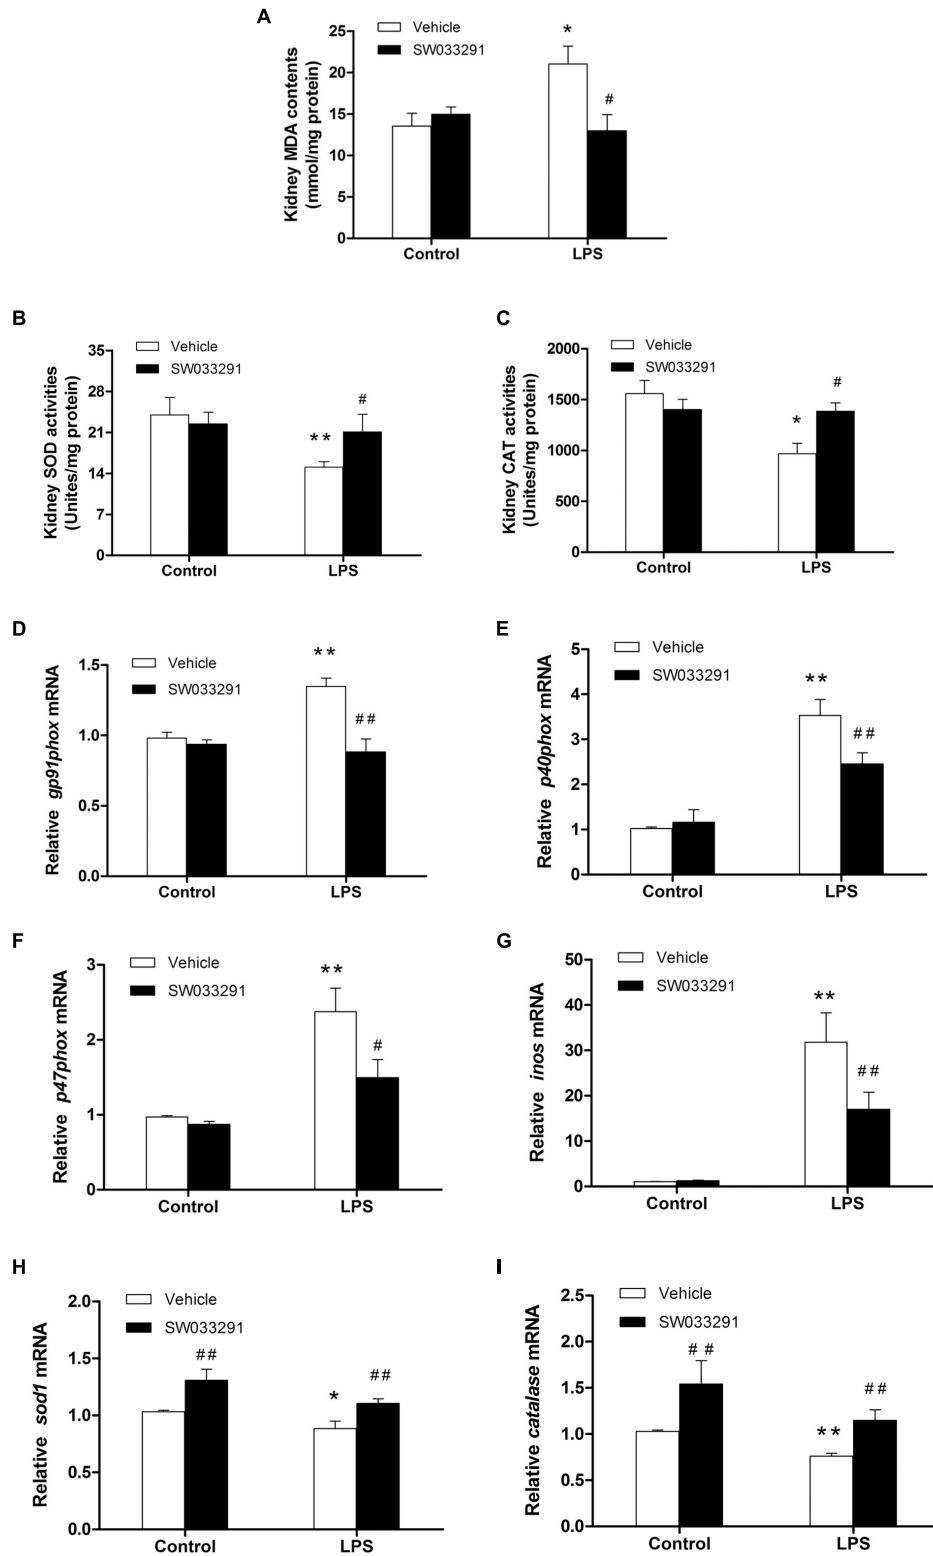 A
Kidney MDA contents
(mmol/mg protein)
25
20
15
15
5
0
Vehicle
SW033291
*
#
Control
LPS
B
Kidney SOD activities
(Unites/mg protein)
35
28
21
14
7
0
Vehicle
SW033291
**
#
Control
LPS
C
Kidney CAT activities
(Unites/mg protein)
2000
1500
1000
500
0
Vehicle
SW033291
*
#
Control
LPS
D
Relative gp91phox mRNA
1.5
1.0
0.5
0.0
Vehicle
SW033291
**
##
Control
LPS
E
Relative p40phox mRNA
5
4
3
2
1
0
Vehicle
SW033291
**
##
Control
LPS
F
Relative p47phox mRNA
3
2
1
0
Vehicle
SW033291
**
#
Control
LPS
G
Relative inos mRNA
50
40
30
20
10
0
Vehicle
SW033291
**
##
Control
LPS
H
Relative sod1 mRNA
2.0
1.5
1.0
0.5
0.0
Vehicle
SW033291
##
*
##
Control
LPS
I
Relative catalase mRNA
2.5
2.0
1.5
1.0
0.5
0.0
Vehicle
SW033291
# #
**
##
Control
LPS